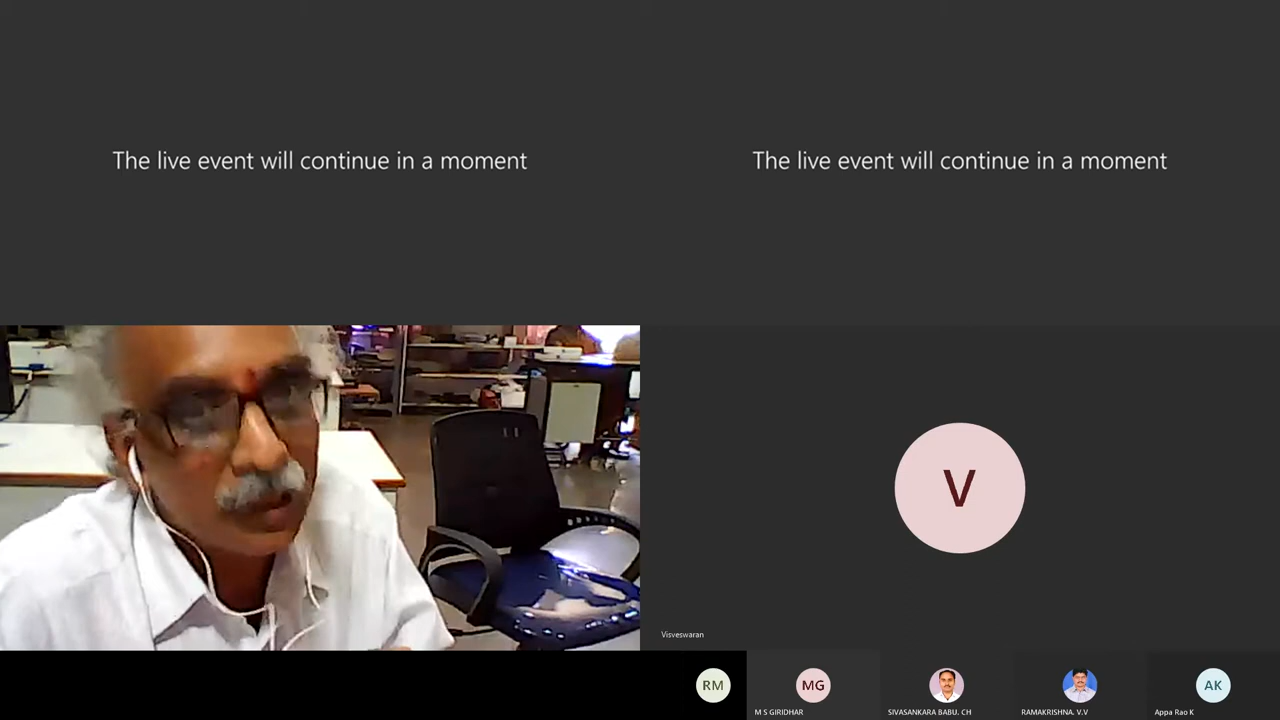 The live event will continue in a moment
The live event will continue in a moment
V
Visveswaran
RM
MG
AK
M S GIRIDHAR
SIVASANKARA BABU. CH
RAMAKRISHNA. V.V
Appa Rao K